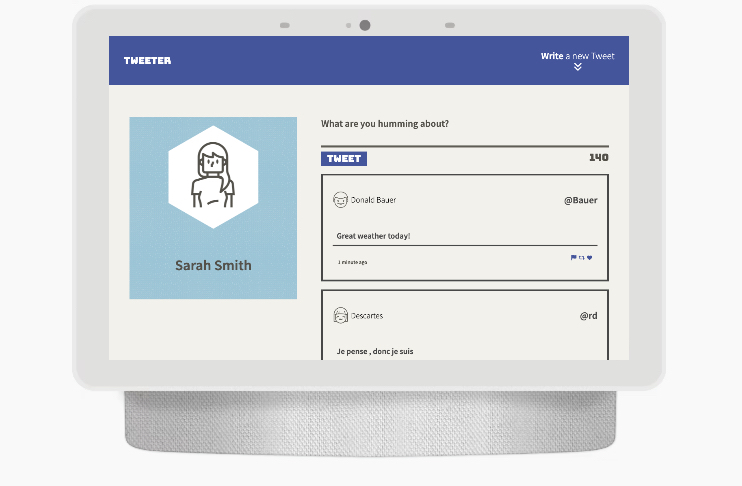 TWEETER
Write a new Tweet
Sarah Smith
What are you humming about?
TWEET
140
Donald Bauer
@Bauer
Great weather today!
1 minute ago
Descartes
@rd
Je pense , donc je suis